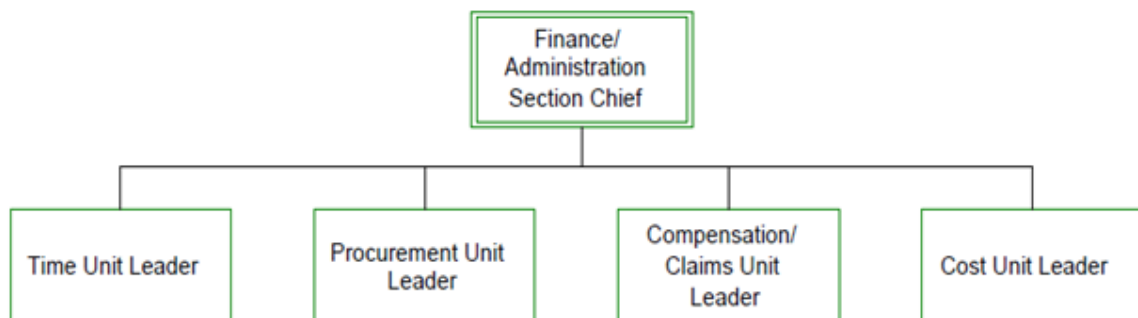 Finance/
Administration
Section Chief
Time Unit Leader
Procurement Unit
Leader
Compensation/
Claims Unit
Leader
Cost Unit Leader